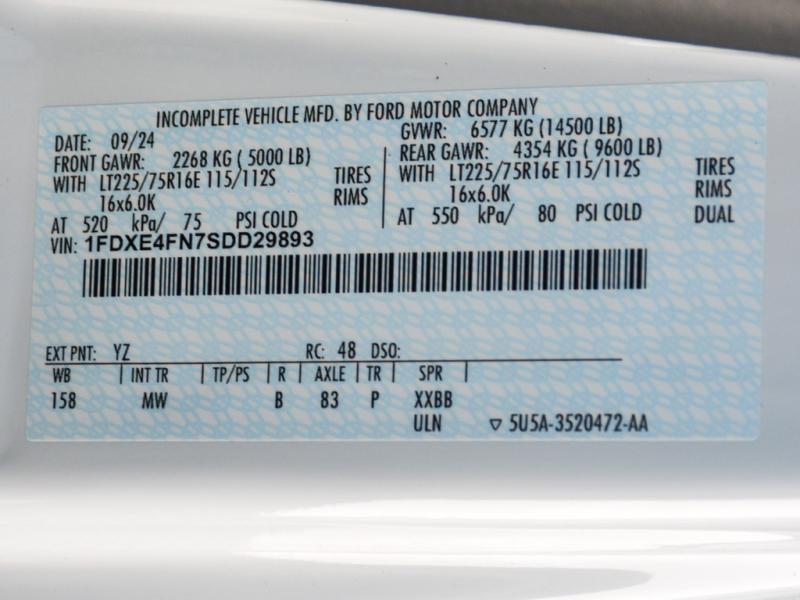 INCOMPLETE VEHICLE MFD. BY FORD MOTOR COMPANY
DATE: 09/24 GVWR: 6577 KG (14500 LB)
FRONT GAWR: 2268 KG ( 5000 LB) REAR GAWR: 4354 KG ( 9600 LB)
WITH LT225/75R16E 115/112S TIRES WITH LT225/75R16E 115/112S TIRES
16x6.0K RIMS 16x6.0K RIMS
AT 520 kPa/ 75 PSI COLD AT 550 kPa/ 80 PSI COLD DUAL
VIN: 1FDXE4FN7SDD29893
EXT PNT: YZ RC: 48 DSO:
WB | INT TR | TP/PS | R | AXLE | TR | SPR |
158 MW B 83 P XXBB
ULN ▽ 5U5A-3520472-AA